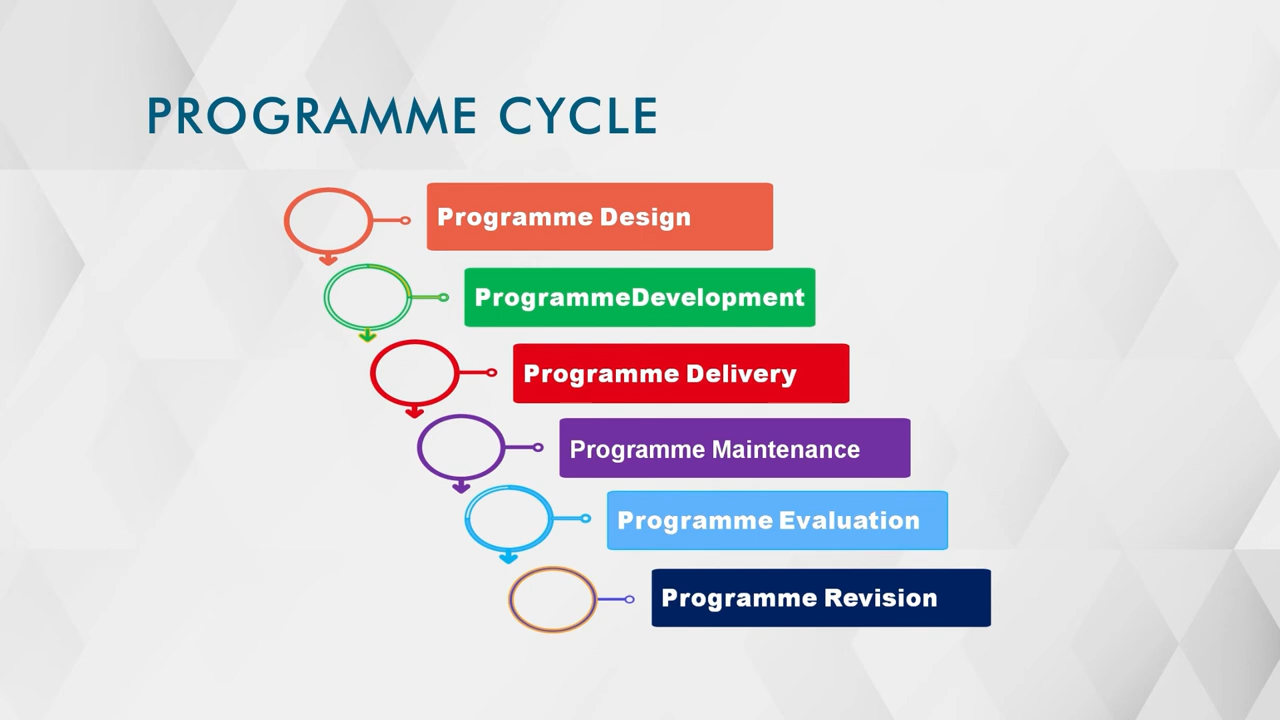 PROGRAMME CYCLE
Programme Design
ProgrammeDevelopment
Programme Delivery
Programme Maintenance
Programme Evaluation
Programme Revision